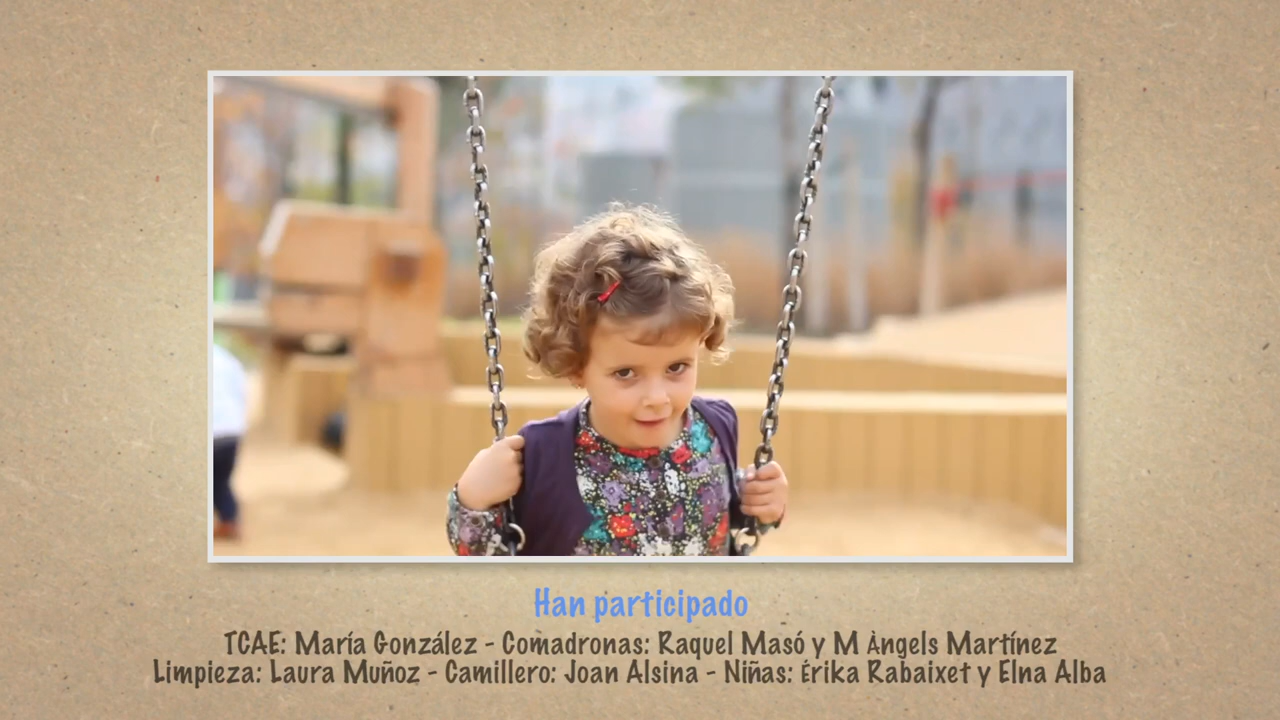 Han participado
TCAE: María González - Comadronas: Raquel Masó y M Àngels Martínez
Limpieza: Laura Muñoz - Camillero: Joan Alsina - Niñas: Érika Rabaixet y Elna Alba